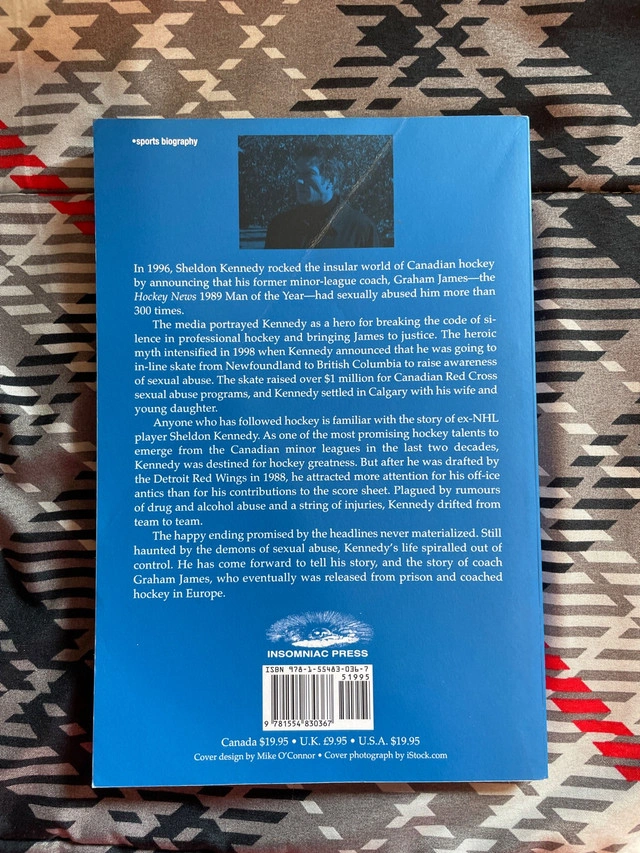 •sports biography
In 1996, Sheldon Kennedy rocked the insular world of Canadian hockey
by announcing that his former minor-league coach, Graham James—the
Hockey News 1989 Man of the Year—had sexually abused him more than
300 times.
The media portrayed Kennedy as a hero for breaking the code of si-
lence in professional hockey and bringing James to justice. The heroic
myth intensified in 1998 when Kennedy announced that he was going to
in-line skate from Newfoundland to British Columbia to raise awareness
of sexual abuse. The skate raised over $1 million for Canadian Red Cross
sexual abuse programs, and Kennedy settled in Calgary with his wife and
young daughter.
Anyone who has followed hockey is familiar with the story of ex-NHL
player Sheldon Kennedy. As one of the most promising hockey talents to
emerge from the Canadian minor leagues in the last two decades,
Kennedy was destined for hockey greatness. But after he was drafted by
the Detroit Red Wings in 1988, he attracted more attention for his off-ice
antics than for his contributions to the score sheet. Plagued by rumours
of drug and alcohol abuse and a string of injuries, Kennedy drifted from
team to team.
The happy ending promised by the headlines never materialized. Still
haunted by the demons of sexual abuse, Kennedy's life spiralled out of
control. He has come forward to tell his story, and the story of coach
Graham James, who eventually was released from prison and coached
hockey in Europe.
INSOMNIAC PRESS
ISBN 978-1-55483-036-7
51995
9 781554 830367
Canada $19.95 • U.K. £9.95 • U.S.A. $19.95
Cover design by Mike O'Connor • Cover photograph by iStock.com